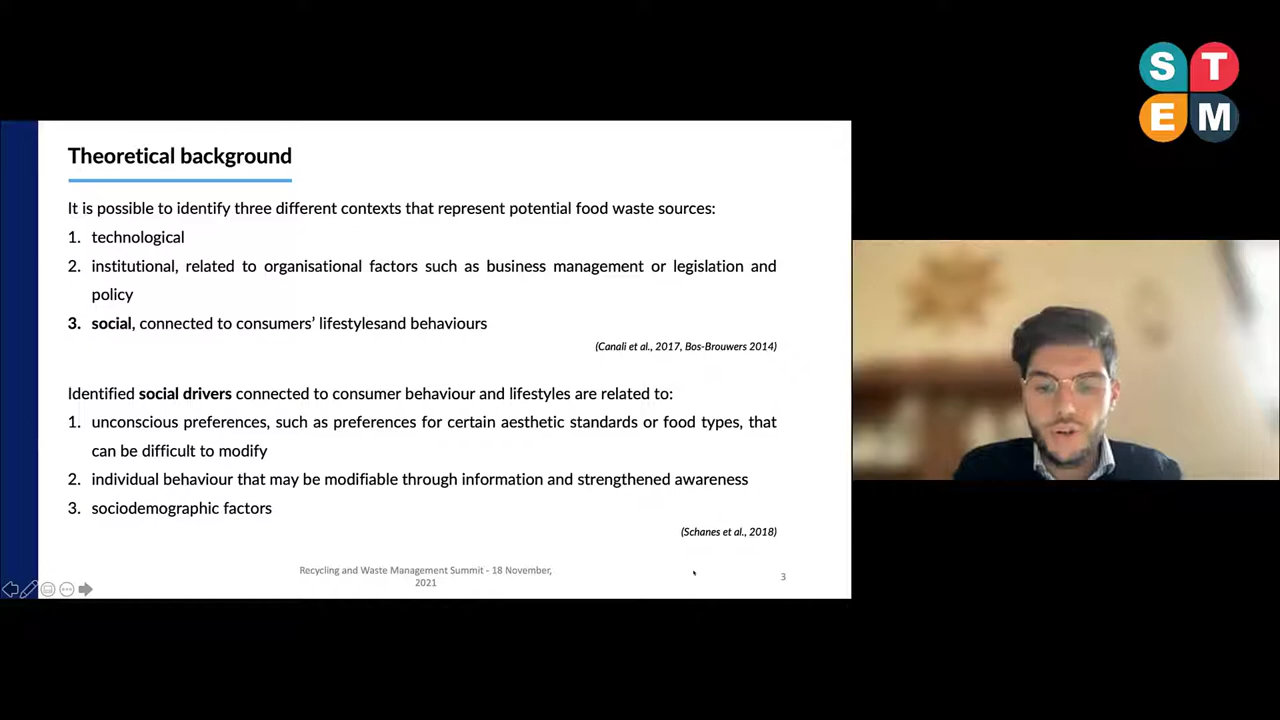 S T
E M
Theoretical background
It is possible to identify three different contexts that represent potential food waste sources:
1. technological
2. institutional, related to organisational factors such as business management or legislation and
policy
3. social, connected to consumers' lifestylesand behaviours
(Canali et al., 2017, Bos-Brouwers 2014)
Identified social drivers connected to consumer behaviour and lifestyles are related to:
1. unconscious preferences, such as preferences for certain aesthetic standards or food types, that
can be difficult to modify
2. individual behaviour that may be modifiable through information and strengthened awareness
3. sociodemographic factors
(Schanes et al., 2018)
Recycling and Waste Management Summit - 18 November,
2021
3